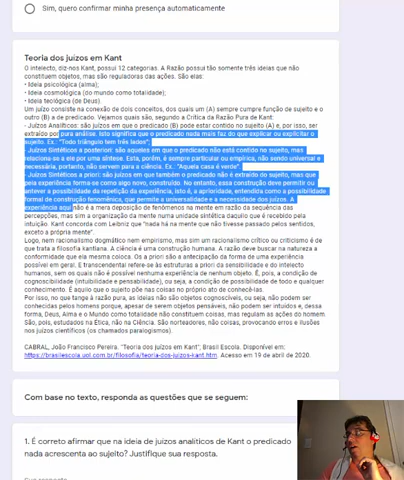 Sim, quero confirmar minha presença automaticamente
Teoria dos juízos em Kant
O intelecto, diz-nos Kant, possui 12 categorias. A Razão possui tão somente três ideias que não
constituem objetos, mas são reguladoras das ações. São elas:
• Ideia psicológica (alma);
• Ideia cosmológica (do mundo como totalidade);
• Ideia teológica (de Deus).
Um juízo consiste na conexão de dois conceitos, dos quais um (A) sempre cumpre função de sujeito e o
outro (B) a de predicado. Vejamos quais são, segundo a Crítica da Razão Pura de Kant:
- Juízos Analíticos: são juízos em que o predicado (B) pode estar contido no sujeito (A) e, por isso, ser
extraído por pura análise. Isto significa que o predicado nada mais faz do que explicar ou explicitar o
sujeito. Ex.: "Todo triângulo tem três lados";
- Juízos Sintéticos a posteriori: são aqueles em que o predicado não está contido no sujeito, mas
relaciona-se a ele por uma síntese. Esta, porém, é sempre particular ou empírica, não sendo universal e
necessária, portanto, não servem para a ciência. Ex.: "Aquela casa é verde".
- Juízos Sintéticos a priori: são juízos em que também o predicado não é extraído do sujeito, mas que
pela experiência forma-se como algo novo, construído. No entanto, essa construção deve permitir ou
antever a possibilidade da repetição da experiência, isto é, a aprioridade, entendida como a possibilidade
formal de construção fenomênica, que permite a universalidade e a necessidade dos juízos. A
experiência aqui não é a mera deposição de fenômenos na mente em razão da sequência das
percepções, mas sim a organização da mente numa unidade sintética daquilo que é recebido pela
intuição. Kant concorda com Leibniz que "nada há na mente que não tivesse passado pelos sentidos,
exceto a própria mente".
Logo, nem racionalismo dogmático nem empirismo, mas sim um racionalismo crítico ou criticismo é de
que trata a filosofia kantiana. A ciência é uma construção humana. A razão deve buscar na natureza a
conformidade que ela mesma coloca. Os a priori são a antecipação da forma de uma experiência
possível em geral. E transcendental refere-se às estruturas a priori da sensibilidade e do intelecto
humanos, sem os quais não é possível nenhuma experiência de nenhum objeto. É, pois, a condição de
cognoscibilidade (intuibilidade e pensabilidade), ou seja, a condição de possibilidade de todo e qualquer
conhecimento. É aquilo que o sujeito põe nas coisas no próprio ato de conhecê-las.
Por isso, no que tange à razão pura, as ideias não são objetos cognoscíveis, ou seja, não podem ser
conhecidas pelos homens porque, apesar de serem objetos pensáveis, não podem ser intuídos e, dessa
forma, Deus, Alma e o Mundo como totalidade não constituem coisas, mas regulam as ações do homem.
São, pois, estudados na Ética, não na Ciência. São norteadores, não coisas, provocando erros e ilusões
nos juízos científicos (os chamados paralogismos).
CABRAL, João Francisco Pereira. "Teoria dos juízos em Kant"; Brasil Escola. Disponível em:
https://brasilescola.uol.com.br/filosofia/teoria-dos-juizos-kant.htm. Acesso em 19 de abril de 2020.
Com base no texto, responda as questões que se seguem:
1. É correto afirmar que na ideia de juízos analíticos de Kant o predicado
nada acrescenta ao sujeito? Justifique sua resposta.
Sua resposta